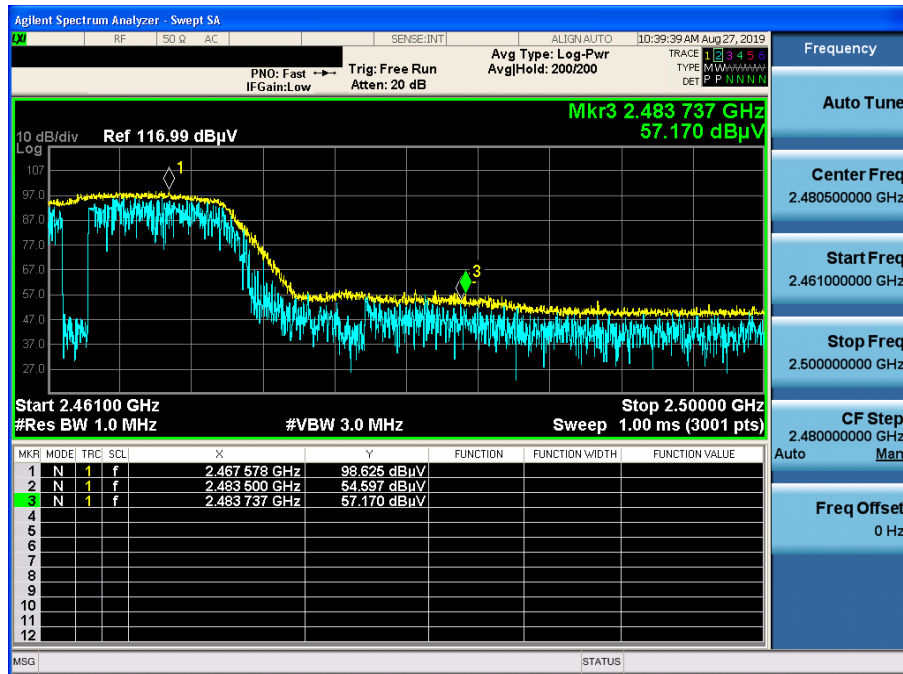 Agilent Spectrum Analyzer - Swept SA
LXI RF 50 Ω AC SENSE:INT ALIGN AUTO 10:39:39 AM Aug 27, 2019
PNO: Fast Trig: Free Run Avg Type: Log-Pwr TRACE 1 2 3 4 5 6
IFGain:Low Atten: 20 dB Avg|Hold: 200/200 TYPE MWWWWW
DET P P N N N N
Mkr3 2.483 737 GHz
57.170 dBµV
10 dB/div Ref 116.99 dBµV
Log
107
97.0
87.0
77.0
67.0
57.0
47.0
37.0
27.0
1
3
Start 2.46100 GHz Stop 2.50000 GHz
#Res BW 1.0 MHz #VBW 3.0 MHz Sweep 1.00 ms (3001 pts)
MKR MODE TRC SCL X Y FUNCTION FUNCTION WIDTH FUNCTION VALUE
1 N 1 f 2.467 578 GHz 98.625 dBµV
2 N 1 f 2.483 500 GHz 54.597 dBµV
3 N 1 f 2.483 737 GHz 57.170 dBµV
4
5
6
7
8
9
10
11
12
MSG STATUS
Frequency
Auto Tune
Center Freq
2.480500000 GHz
Start Freq
2.461000000 GHz
Stop Freq
2.500000000 GHz
CF Step
2.480000000 GHz
Auto Man
Freq Offset
0 Hz